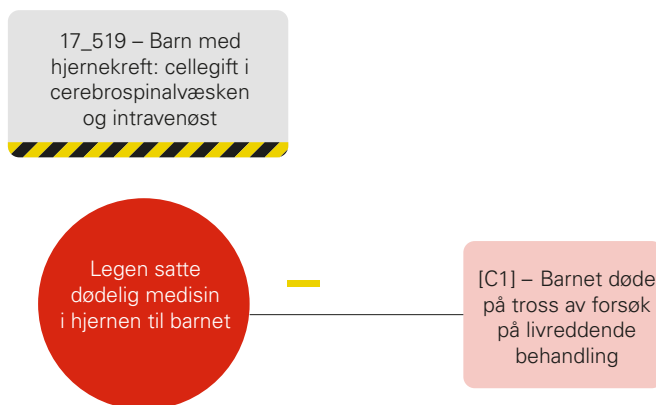 17_519 – Barn med
hjernekreft: cellegift i
cerebrospinalvæsken
og intravenøst
Legen satte
dødelig medisin
i hjernen til barnet
[C1] – Barnet døde
på tross av forsøk
på livreddende
behandling